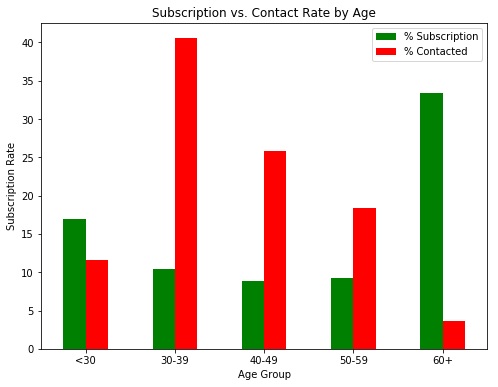 Subscription vs. Contact Rate by Age
% Subscription
% Contacted
Subscription Rate
40
35
30
25
20
15
10
5
0
<30
30-39
40-49
50-59
60+
Age Group